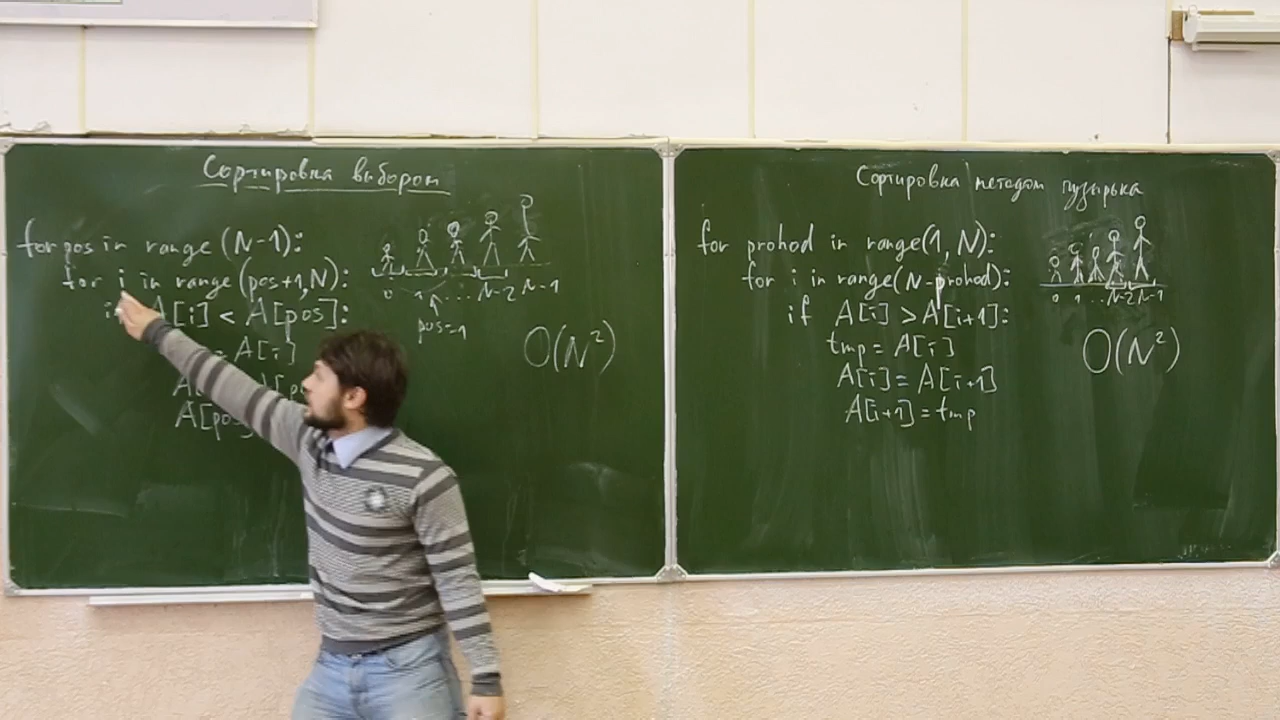 Сортировка выбором
for pos in range (N-1):
for i in range (pos+1,N):
A[i] < A[pos]:
= A[i]
A[pos]
0 1 ... N-2 N-1
pos=1
O(N²)
Сортировка методом пузырька
for prohod in range(1, N):
for i in range(N-prohod):
if A[i] > A[i+1]:
tmp = A[i]
A[i] = A[i+1]
A[i+1] = tmp
0 1 .. N-2 N-1
O(N²)